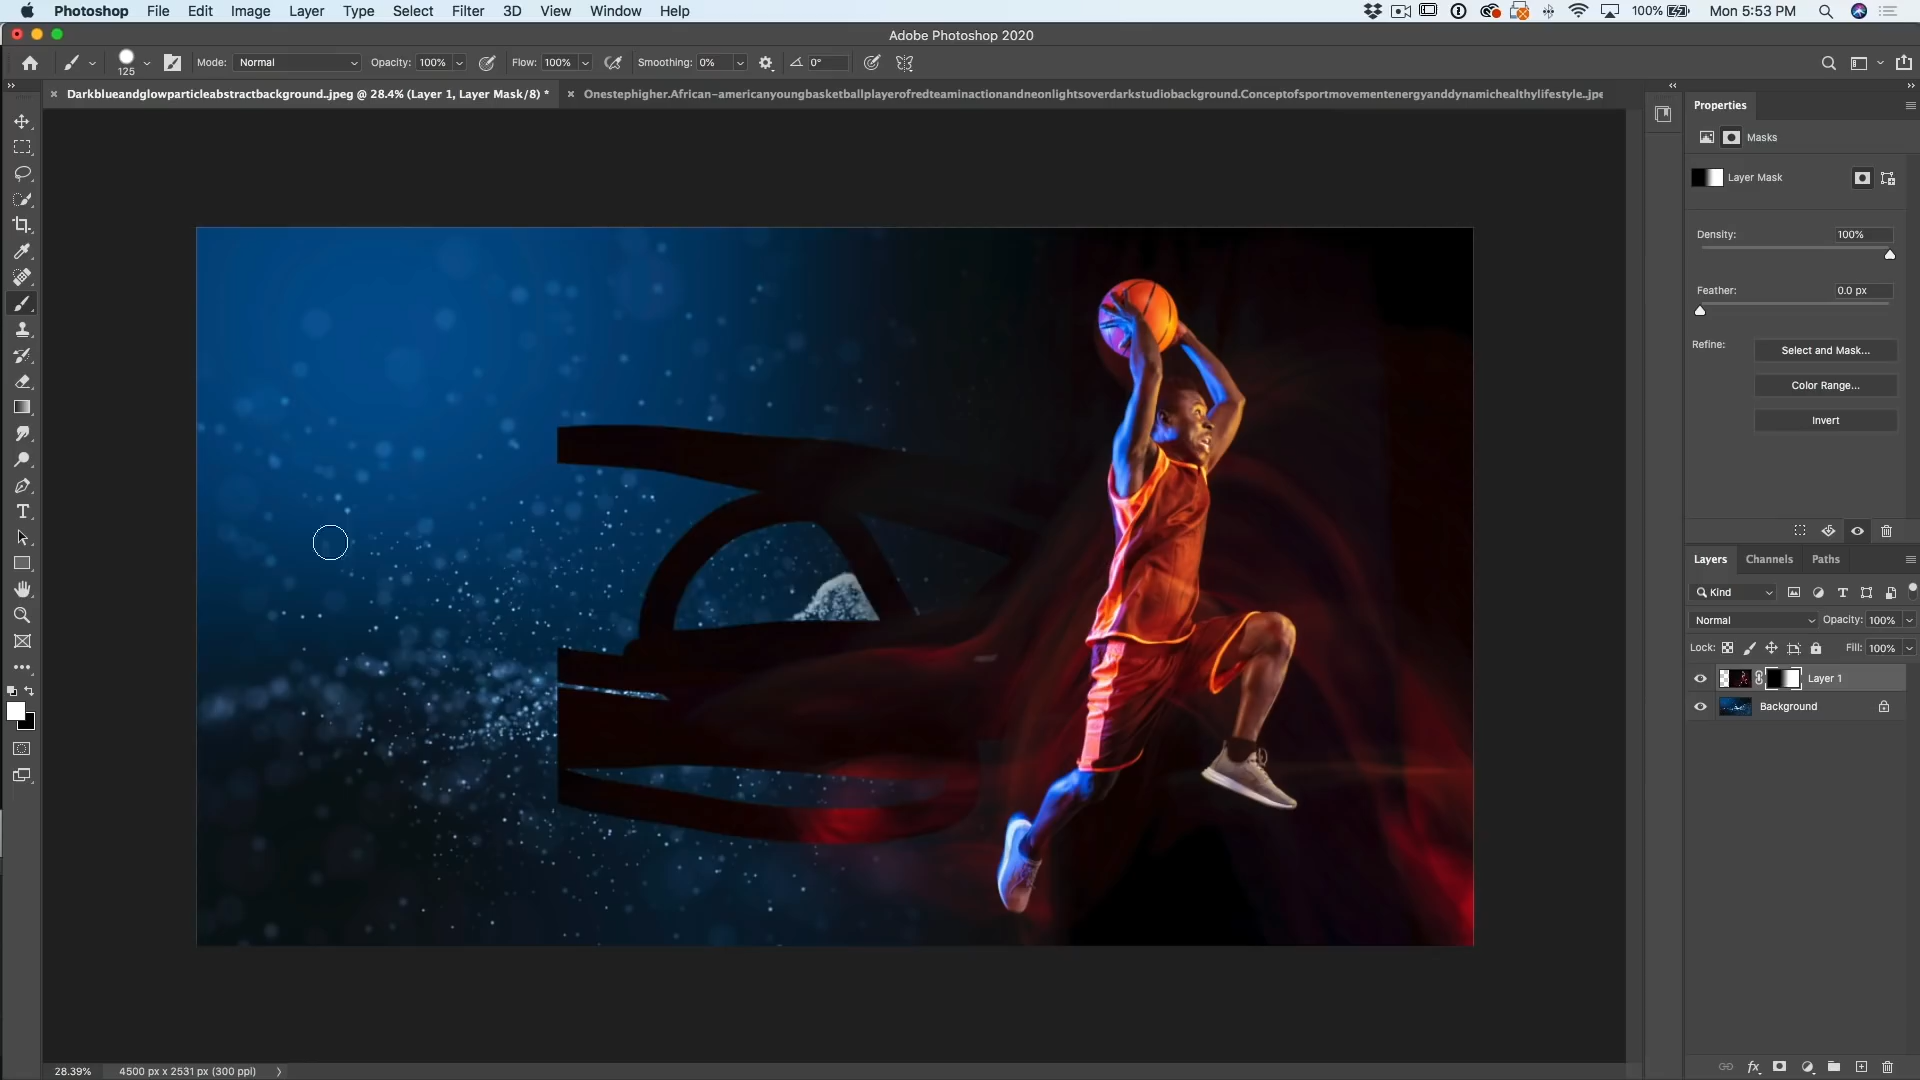 Photoshop File Edit Image Layer Type Select Filter 3D View Window Help 100% Mon 5:53 PM
Adobe Photoshop 2020
125 Mode: Normal Opacity: 100% Flow: 100% Smoothing: 0% 0°
Darkblueandglowparticleabstractbackground..jpeg @ 28.4% (Layer 1, Layer Mask/8) * Onestephigher.African-americanyoungbasketballplayerofredteaminactionandneonlightsoverdarkstudiobackground.Conceptofsportmovementenergyanddynamichealthylifestyle..jpe
Properties
Masks
Layer Mask
Density: 100%
Feather: 0.0 px
Refine: Select and Mask...
Color Range...
Invert
Layers Channels Paths
Kind
Normal Opacity: 100%
Lock: Fill: 100%
Layer 1
Background
28.39% 4500 px x 2531 px (300 ppi)